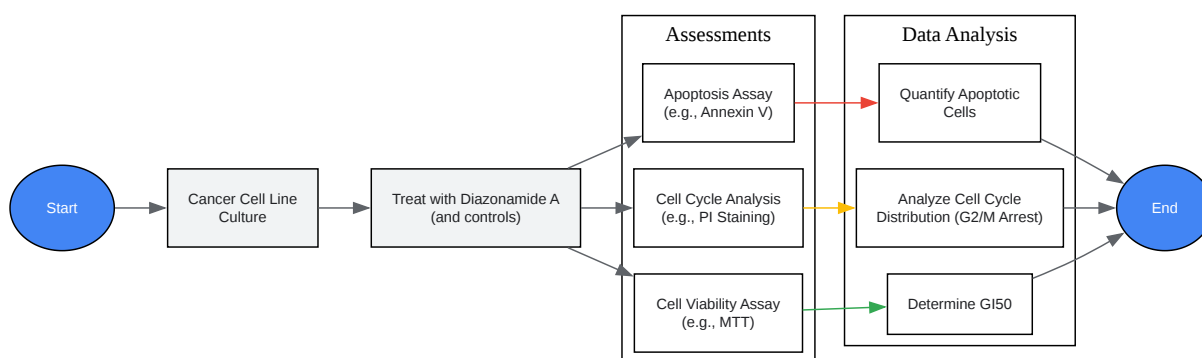 Start
Cancer Cell Line
Culture
Treat with Diazonamide A
(and controls)
Assessments
Apoptosis Assay
(e.g., Annexin V)
Cell Cycle Analysis
(e.g., PI Staining)
Cell Viability Assay
(e.g., MTT)
Data Analysis
Quantify Apoptotic
Cells
Analyze Cell Cycle
Distribution (G2/M Arrest)
Determine GI50
End